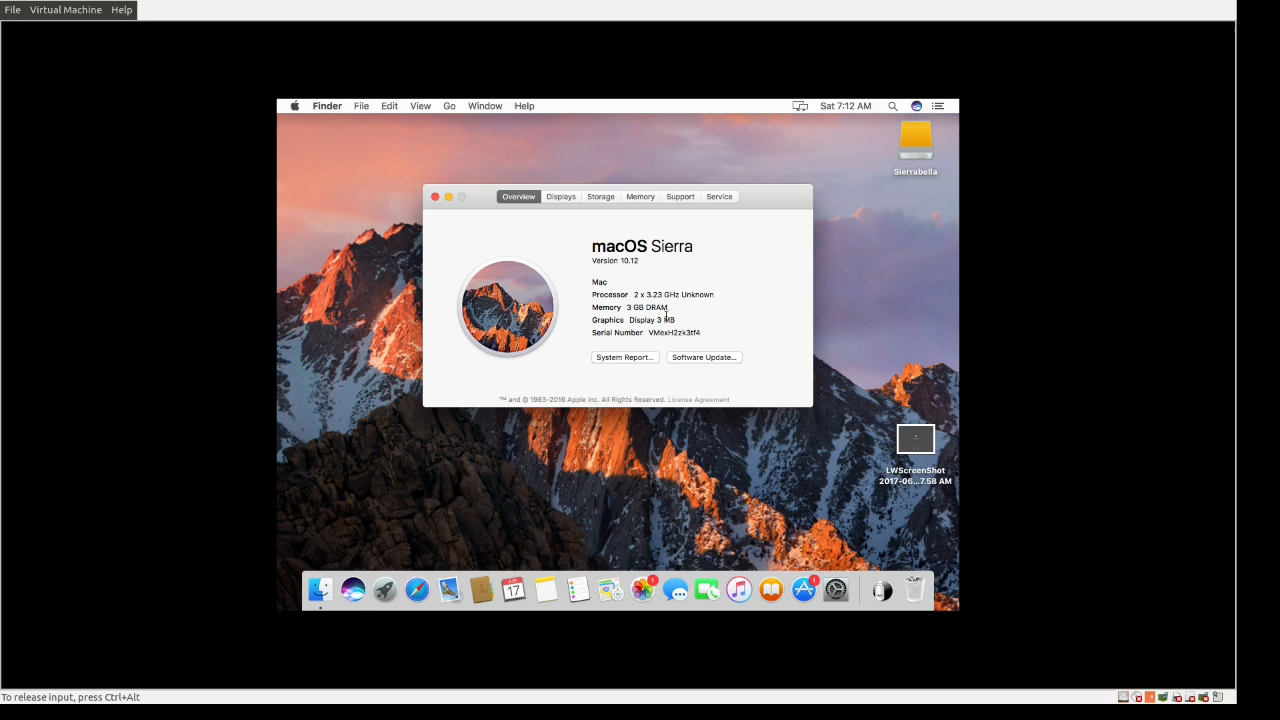 File Virtual Machine Help
Finder File Edit View Go Window Help Sat 7:12 AM
Sierrabella
Overview Displays Storage Memory Support Service
macOS Sierra
Version 10.12
Mac
Processor 2 x 3.23 GHz Unknown
Memory 3 GB DRAM
Graphics Display 3 MB
Serial Number VMexH2zk3tf4
System Report... Software Update...
™ and © 1983-2016 Apple Inc. All Rights Reserved. License Agreement
LWScreenShot
2017-06...7.58 AM
17
1
1
To release input, press Ctrl+Alt